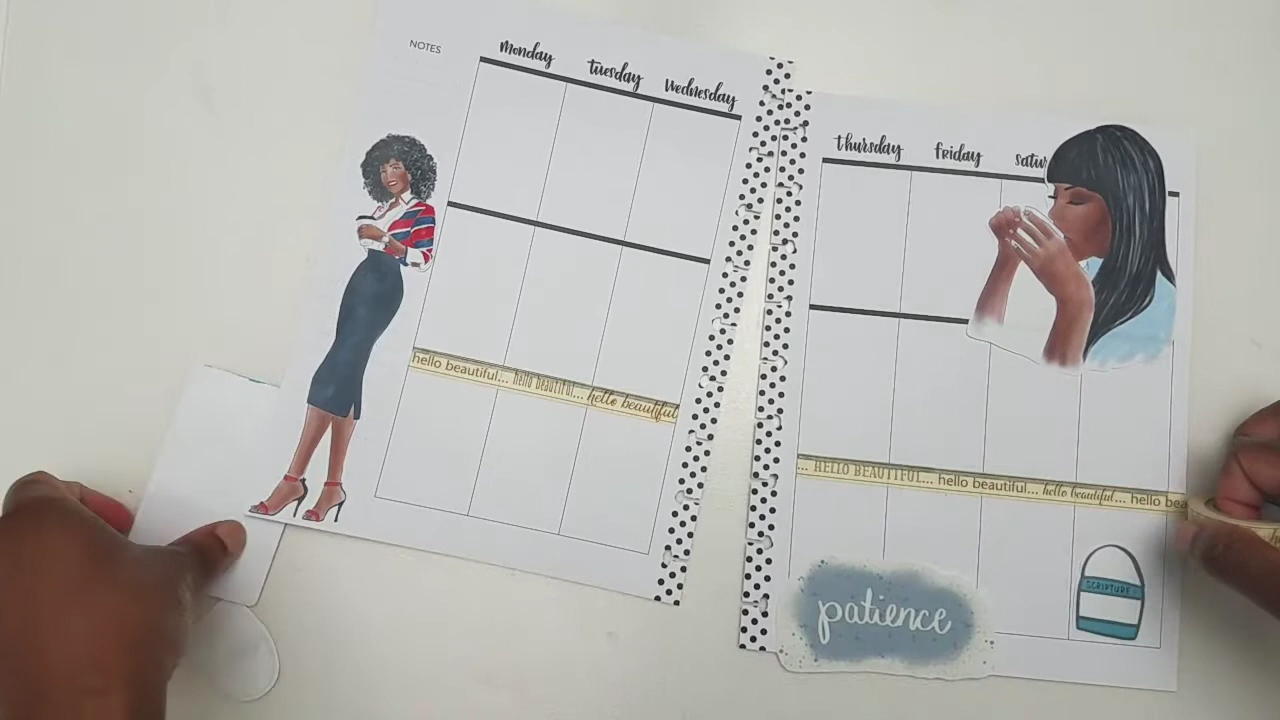 NOTES
monday
tuesday
wednesday
hello beautiful... hello beautiful... hello beautiful
thursday
friday
satur
... HELLO BEAUTIFUL... hello beautiful... hello beautiful... hello bea
patience
SCRIPTURE